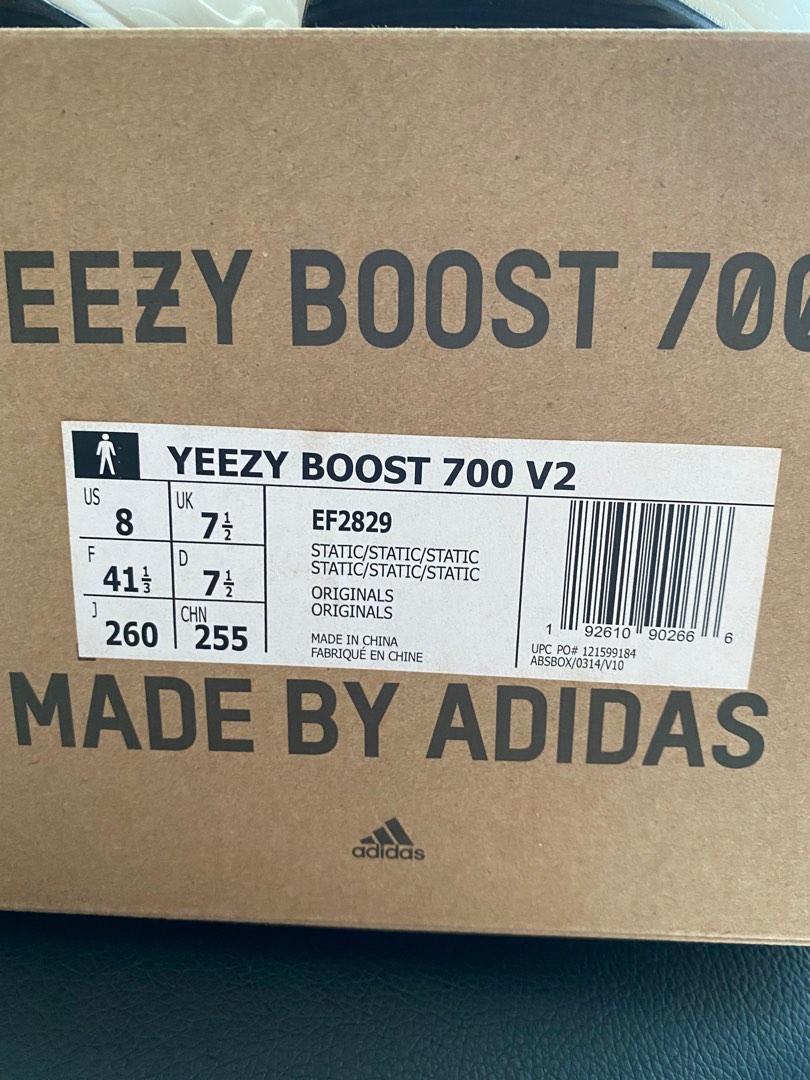 EEZY BOOST 700
YEEZY BOOST 700 V2
US 8 UK 7½
F 41⅓ D 7½
J 260 CHN 255
EF2829
STATIC/STATIC/STATIC
STATIC/STATIC/STATIC
ORIGINALS
ORIGINALS
MADE IN CHINA
FABRIQUÉ EN CHINE
1 92610 90266 6
UPC PO# 121599184
ABSBOX/0314/V10
MADE BY ADIDAS
adidas